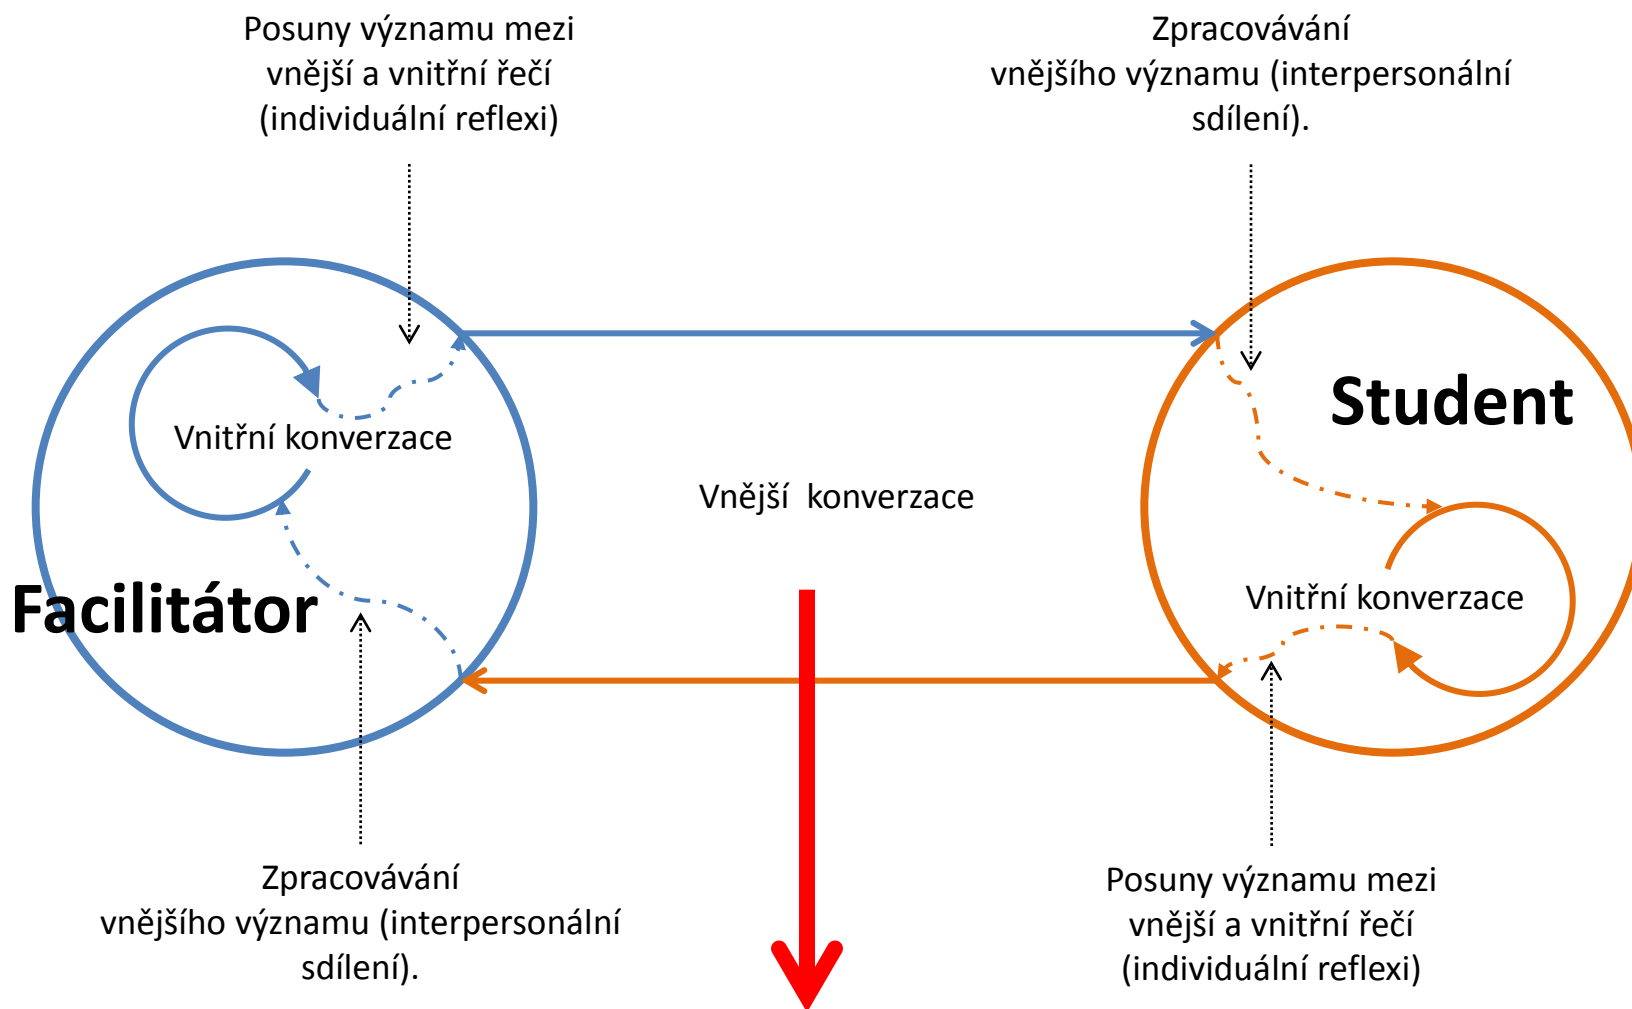 Posuny významu mezi
vnější a vnitřní řečí
(individuální reflexi)
Zpracovávání
vnějšího významu (interpersonální
sdílení).
Student
Vnitřní konverzace
Vnější  konverzace
Facilitátor
Vnitřní konverzace
Zpracovávání
vnějšího významu (interpersonální
sdílení).
Posuny významu mezi
vnější a vnitřní řečí
(individuální reflexi)